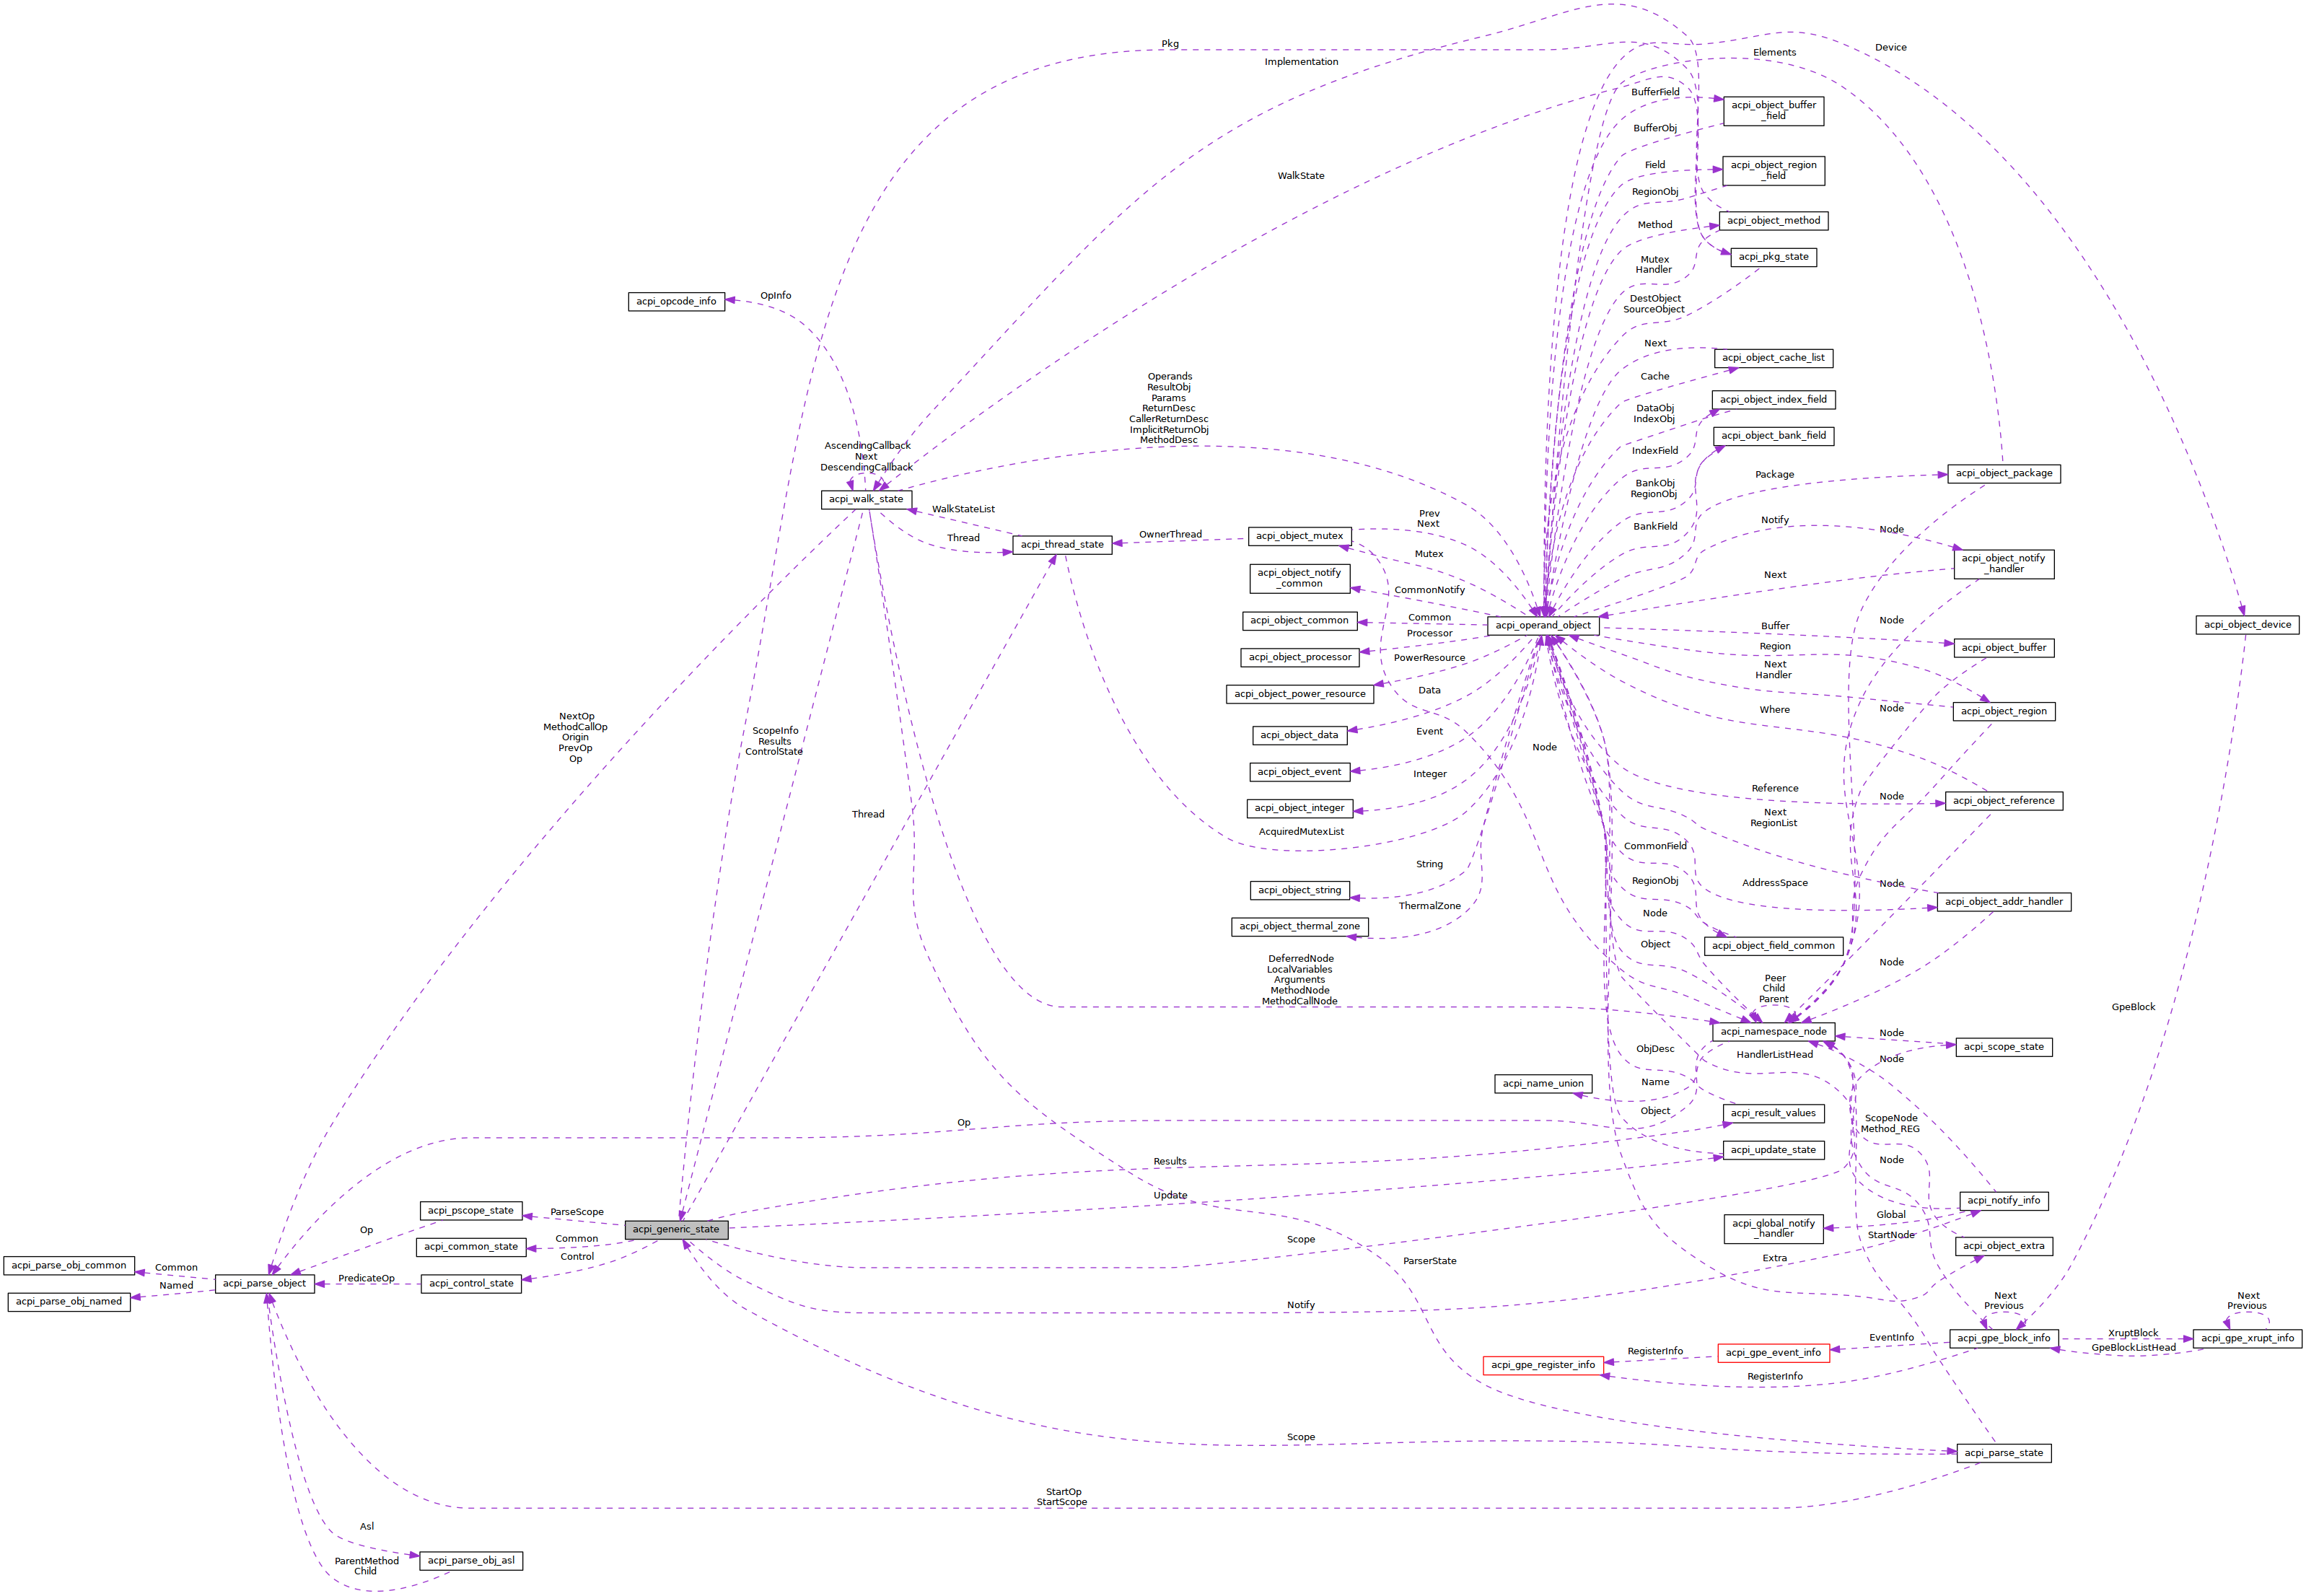 Pkg
Device
Elements
Implementation
BufferField
acpi_object_buffer
_field
BufferObj
Field
acpi_object_region
_field
WalkState
RegionObj
acpi_object_method
Method
acpi_pkg_state
Mutex
Handler
OpInfo
acpi_opcode_info
DestObject
SourceObject
Next
acpi_object_cache_list
Operands
ResultObj
Params
ReturnDesc
CallerReturnDesc
ImplicitReturnObj
MethodDesc
Cache
acpi_object_index_field
DataObj
IndexObj
acpi_object_bank_field
AscendingCallback
Next
DescendingCallback
IndexField
acpi_object_package
Package
BankObj
RegionObj
acpi_walk_state
WalkStateList
Prev
Next
BankField
Notify
Node
Thread
OwnerThread
acpi_object_mutex
acpi_thread_state
Mutex
acpi_object_notify
_handler
acpi_object_notify
_common
Next
CommonNotify
acpi_object_common
Common
acpi_operand_object
Buffer
Node
acpi_object_device
Processor
Region
acpi_object_buffer
acpi_object_processor
PowerResource
Next
Handler
acpi_object_power_resource
Data
Where
Node
acpi_object_region
NextOp
MethodCallOp
Origin
PrevOp
Op
ScopeInfo
Results
ControlState
acpi_object_data
Event
Node
acpi_object_event
Integer
Reference
Node
acpi_object_reference
Thread
acpi_object_integer
Next
RegionList
AcquiredMutexList
CommonField
String
RegionObj
AddressSpace
Node
acpi_object_string
acpi_object_addr_handler
ThermalZone
Node
acpi_object_thermal_zone
Object
acpi_object_field_common
DeferredNode
LocalVariables
Arguments
MethodNode
MethodCallNode
Node
Peer
Child
Parent
GpeBlock
acpi_namespace_node
Node
acpi_scope_state
ObjDesc
HandlerListHead
Node
Name
acpi_name_union
Object
acpi_result_values
Op
ScopeNode
Method_REG
acpi_update_state
Results
Node
Update
acpi_notify_info
acpi_pscope_state
ParseScope
Global
acpi_generic_state
Op
acpi_global_notify
_handler
StartNode
Common
Scope
acpi_common_state
acpi_object_extra
Control
ParserState
Extra
acpi_parse_obj_common
Common
acpi_parse_object
PredicateOp
acpi_control_state
Named
acpi_parse_obj_named
Notify
Next
Previous
Next
Previous
EventInfo
acpi_gpe_block_info
XruptBlock
acpi_gpe_xrupt_info
GpeBlockListHead
RegisterInfo
acpi_gpe_event_info
acpi_gpe_register_info
RegisterInfo
Scope
acpi_parse_state
StartOp
StartScope
Asl
ParentMethod
Child
acpi_parse_obj_asl